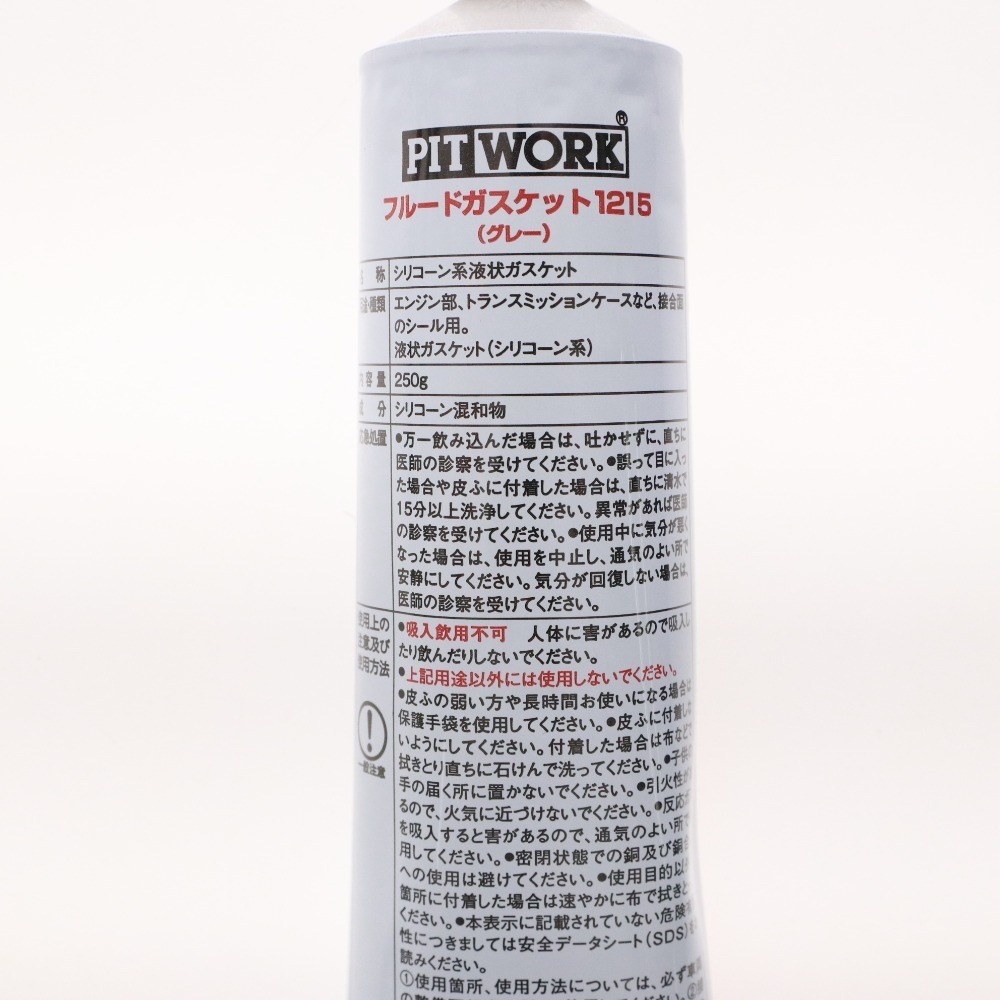 PIT WORK®
フルードガスケット1215
(グレー)
称 シリコーン系液状ガスケット
種類 エンジン部、トランスミッションケースなど、接合面
のシール用。
液状ガスケット(シリコーン系)
容量 250g
分 シリコーン混和物
処置 ●万一飲み込んだ場合は、吐かせずに、直ちに
医師の診察を受けてください。●誤って目に入っ
た場合や皮ふに付着した場合は、直ちに清水で
15分以上洗浄してください。異常があれば医師
の診察を受けてください。●使用中に気分が悪く
なった場合は、使用を中止し、通気のよい所で
安静にしてください。気分が回復しない場合は、
医師の診察を受けてください。
使用上の
注意及び
使用方法
一般注意
●吸入飲用不可 人体に害があるので吸入し
たり飲んだりしないでください。
●上記用途以外には使用しないでください。
●皮ふの弱い方や長時間お使いになる場合は
保護手袋を使用してください。●皮ふに付着しな
いようにしてください。付着した場合は布などで
拭きとり直ちに石けんで洗ってください。●子供の
手の届く所に置かないでください。●引火性が
るので、火気に近づけないでください。●反応
を吸入すると害があるので、通気のよい所で
用してください。●密閉状態での銅及び銅
への使用は避けてください。●使用目的以
箇所に付着した場合は速やかに布で拭きと
ください。●本表示に記載されていない危険
性につきましては安全データシート(SDS)を
読みください。
①使用箇所、使用方法については、必ず車